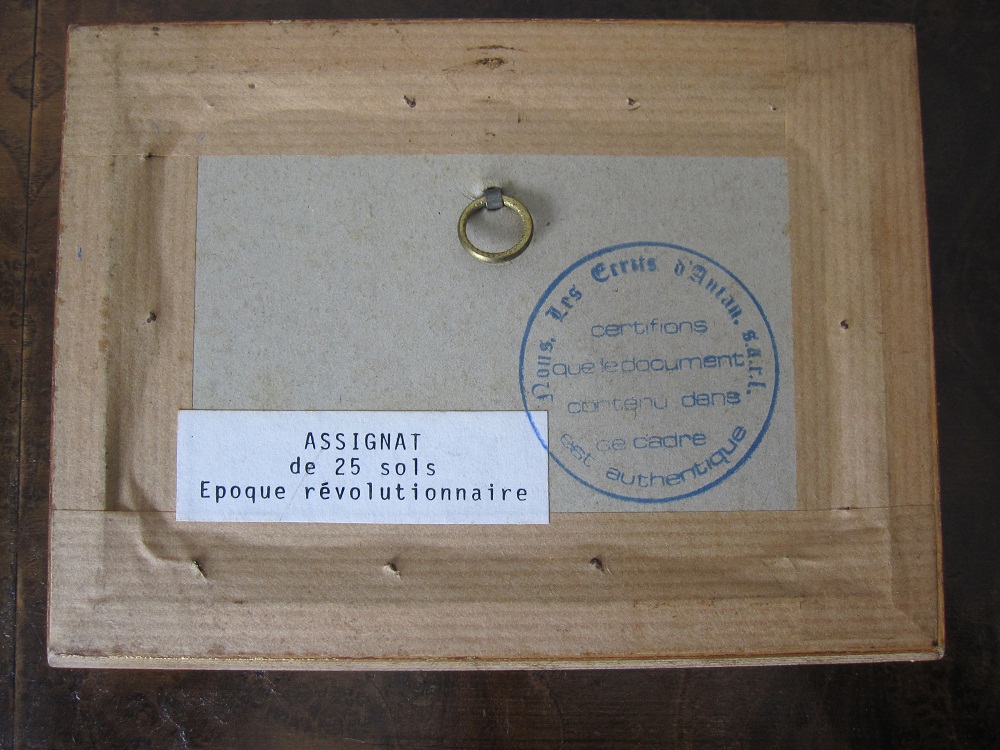 Nous, Les Ecrits d'Antan, s.a.r.l.
certifions
que le document
contenu dans
ce cadre
est authentique
ASSIGNAT
de 25 sols
Epoque révolutionnaire